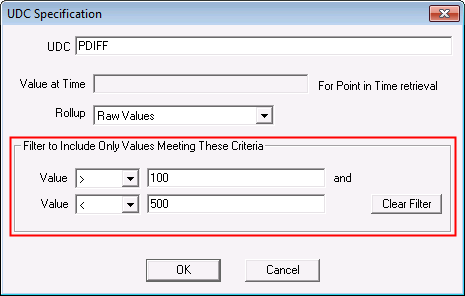 UDC Specification
UDC PDIFF
Value at Time For Point in Time retrieval
Rollup Raw Values
Filter to Include Only Values Meeting These Criteria
Value > 100 and
Value < 500 Clear Filter
OK Cancel